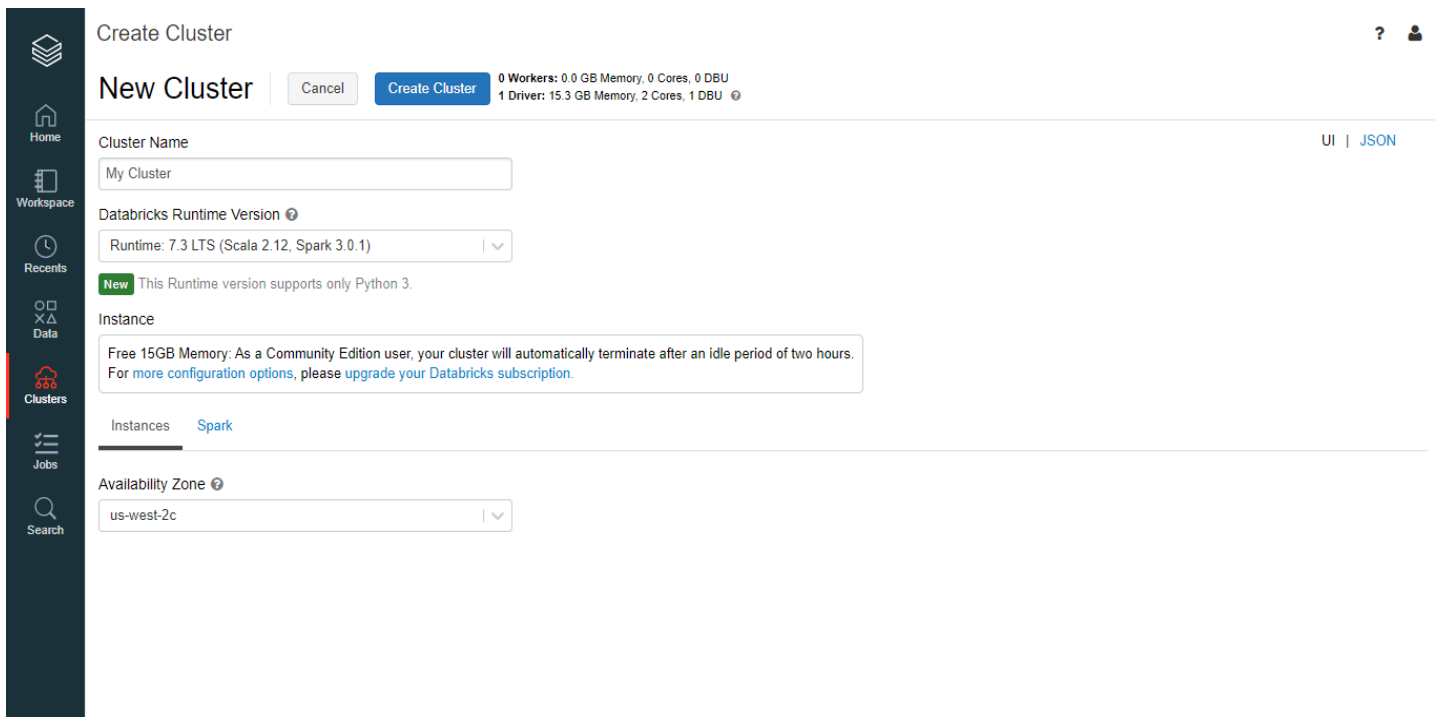 Create Cluster
?
New Cluster
Cancel
Create Cluster
0 Workers: 0.0 GB Memory, 0 Cores, 0 DBU
1 Driver: 15.3 GB Memory, 2 Cores, 1 DBU ?
Home
Workspace
Recents
Data
Clusters
Jobs
Search
Cluster Name
UI | JSON
My Cluster
Databricks Runtime Version ?
Runtime: 7.3 LTS (Scala 2.12, Spark 3.0.1)
New This Runtime version supports only Python 3.
Instance
Free 15GB Memory: As a Community Edition user, your cluster will automatically terminate after an idle period of two hours.
For more configuration options, please upgrade your Databricks subscription.
Instances Spark
Availability Zone ?
us-west-2c